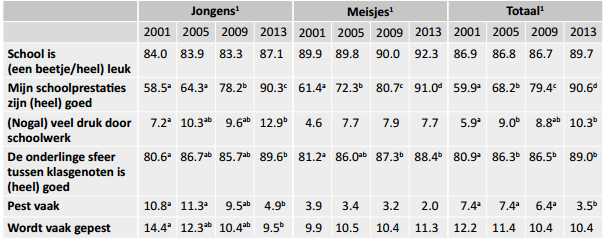 Jongens¹ Meisjes¹ Totaal¹
2001 2005 2009 2013 2001 2005 2009 2013 2001 2005 2009 2013
School is
(een beetje/heel) leuk 84.0 83.9 83.3 87.1 89.9 89.8 90.0 92.3 86.9 86.8 86.7 89.7
Mijn schoolprestaties
zijn (heel) goed 58.5ᵃ 64.3ᵃ 78.2ᵇ 90.3ᶜ 61.4ᵃ 72.3ᵇ 80.7ᶜ 91.0ᵈ 59.9ᵃ 68.2ᵇ 79.4ᶜ 90.6ᵈ
(Nogal) veel druk door
schoolwerk 7.2ᵃ 10.3ᵃᵇ 9.6ᵃᵇ 12.9ᵇ 4.6 7.7 7.9 7.7 5.9ᵃ 9.0ᵇ 8.8ᵃᵇ 10.3ᵇ
De onderlinge sfeer
tussen klasgenoten is
(heel) goed 80.6ᵃ 86.7ᵃᵇ 85.7ᵃᵇ 89.6ᵇ 81.2ᵃ 86.0ᵃᵇ 87.3ᵇ 88.4ᵇ 80.9ᵃ 86.3ᵇ 86.5ᵇ 89.0ᵇ
Pest vaak 10.8ᵃ 11.3ᵃ 9.5ᵃᵇ 4.9ᵇ 3.9 3.4 3.2 2.0 7.4ᵃ 7.4ᵃ 6.4ᵃ 3.5ᵇ
Wordt vaak gepest 14.4ᵃ 12.3ᵃᵇ 10.4ᵃᵇ 9.5ᵇ 9.9 10.5 10.4 11.3 12.2 11.4 10.4 10.4